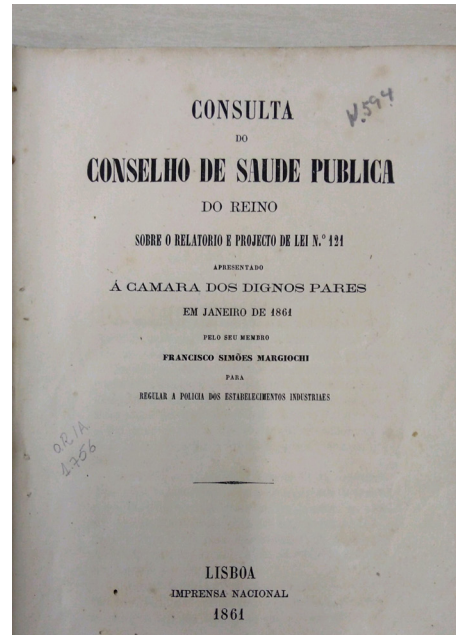 CONSULTA
N.594
DO
CONSELHO DE SAUDE PUBLICA
DO REINO
SOBRE O RELATORIO E PROJECTO DE LEI N.º 121
APRESENTADO
Á CAMARA DOS DIGNOS PARES
EM JANEIRO DE 1861
PELO SEU MEMBRO
FRANCISCO SIMÕES MARGIOCHI
PARA
REGULAR A POLICIA DOS ESTABELECIMENTOS INDUSTRIAES
1756
LISBOA
IMPRENSA NACIONAL
1861